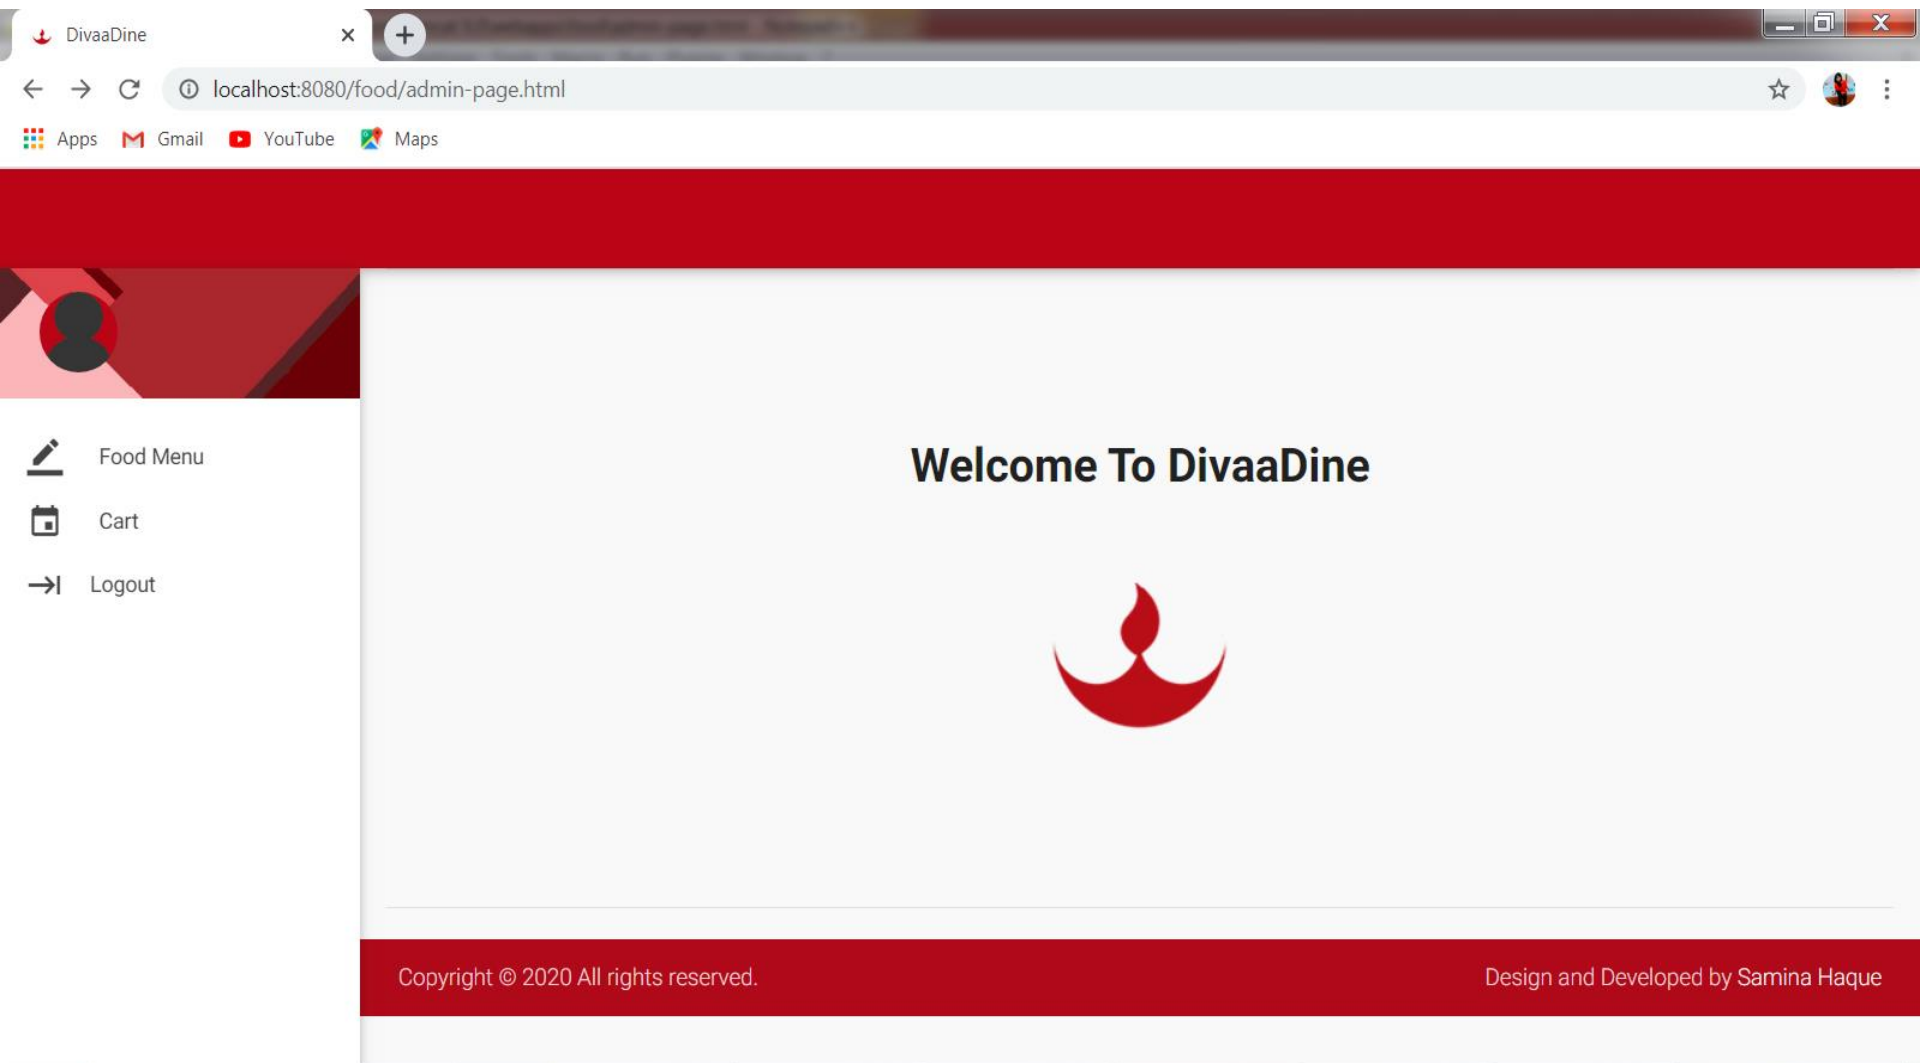 DivaaDine
localhost:8080/food/admin-page.html
Apps Gmail YouTube Maps
Food Menu
Cart
Logout
Welcome To DivaaDine
Copyright © 2020 All rights reserved.
Design and Developed by Samina Haque